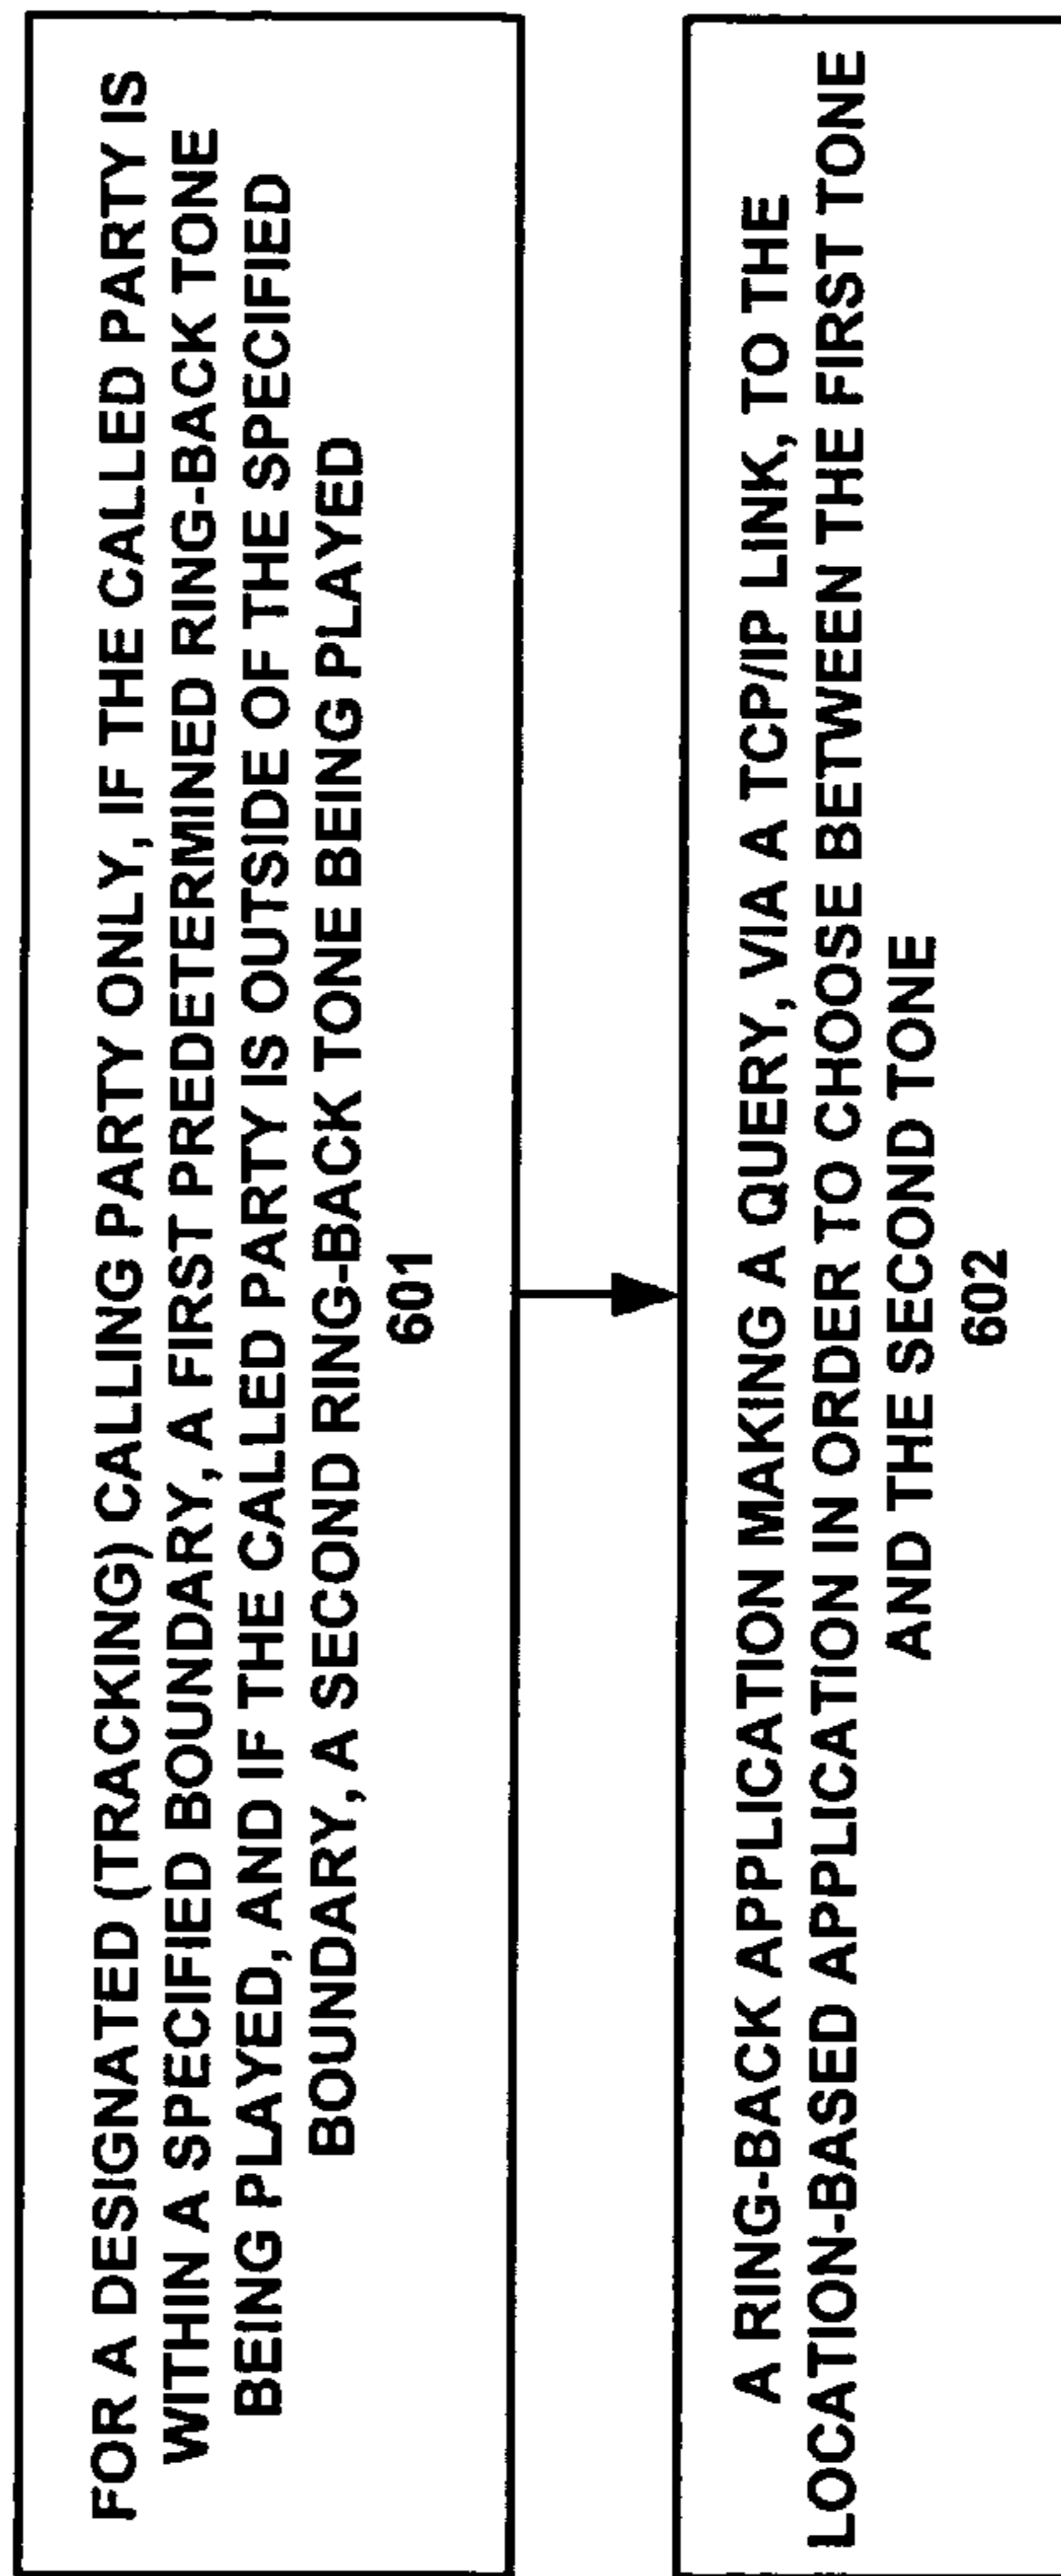 FOR A DESIGNATED (TRACKING) CALLING PARTY ONLY, IF THE CALLED PARTY IS
WITHIN A SPECIFIED BOUNDARY, A FIRST PREDETERMINED RING-BACK TONE
BEING PLAYED, AND IF THE CALLED PARTY IS OUTSIDE OF THE SPECIFIED
BOUNDARY, A SECOND RING-BACK TONE BEING PLAYED
601
A RING-BACK APPLICATION MAKING A QUERY, VIA A TCP/IP LINK, TO THE
LOCATION-BASED APPLICATION IN ORDER TO CHOOSE BETWEEN THE FIRST TONE
AND THE SECOND TONE
602